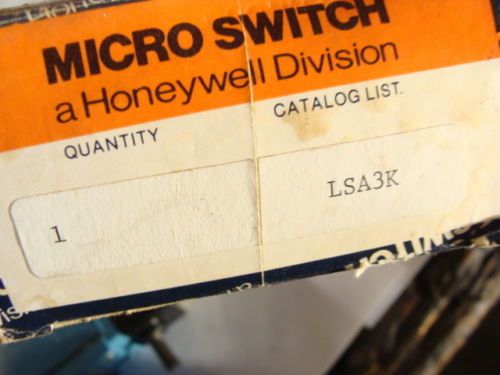 MICRO SWITCH
a Honeywell Division
QUANTITY
CATALOG LIST.
1
LSA3K